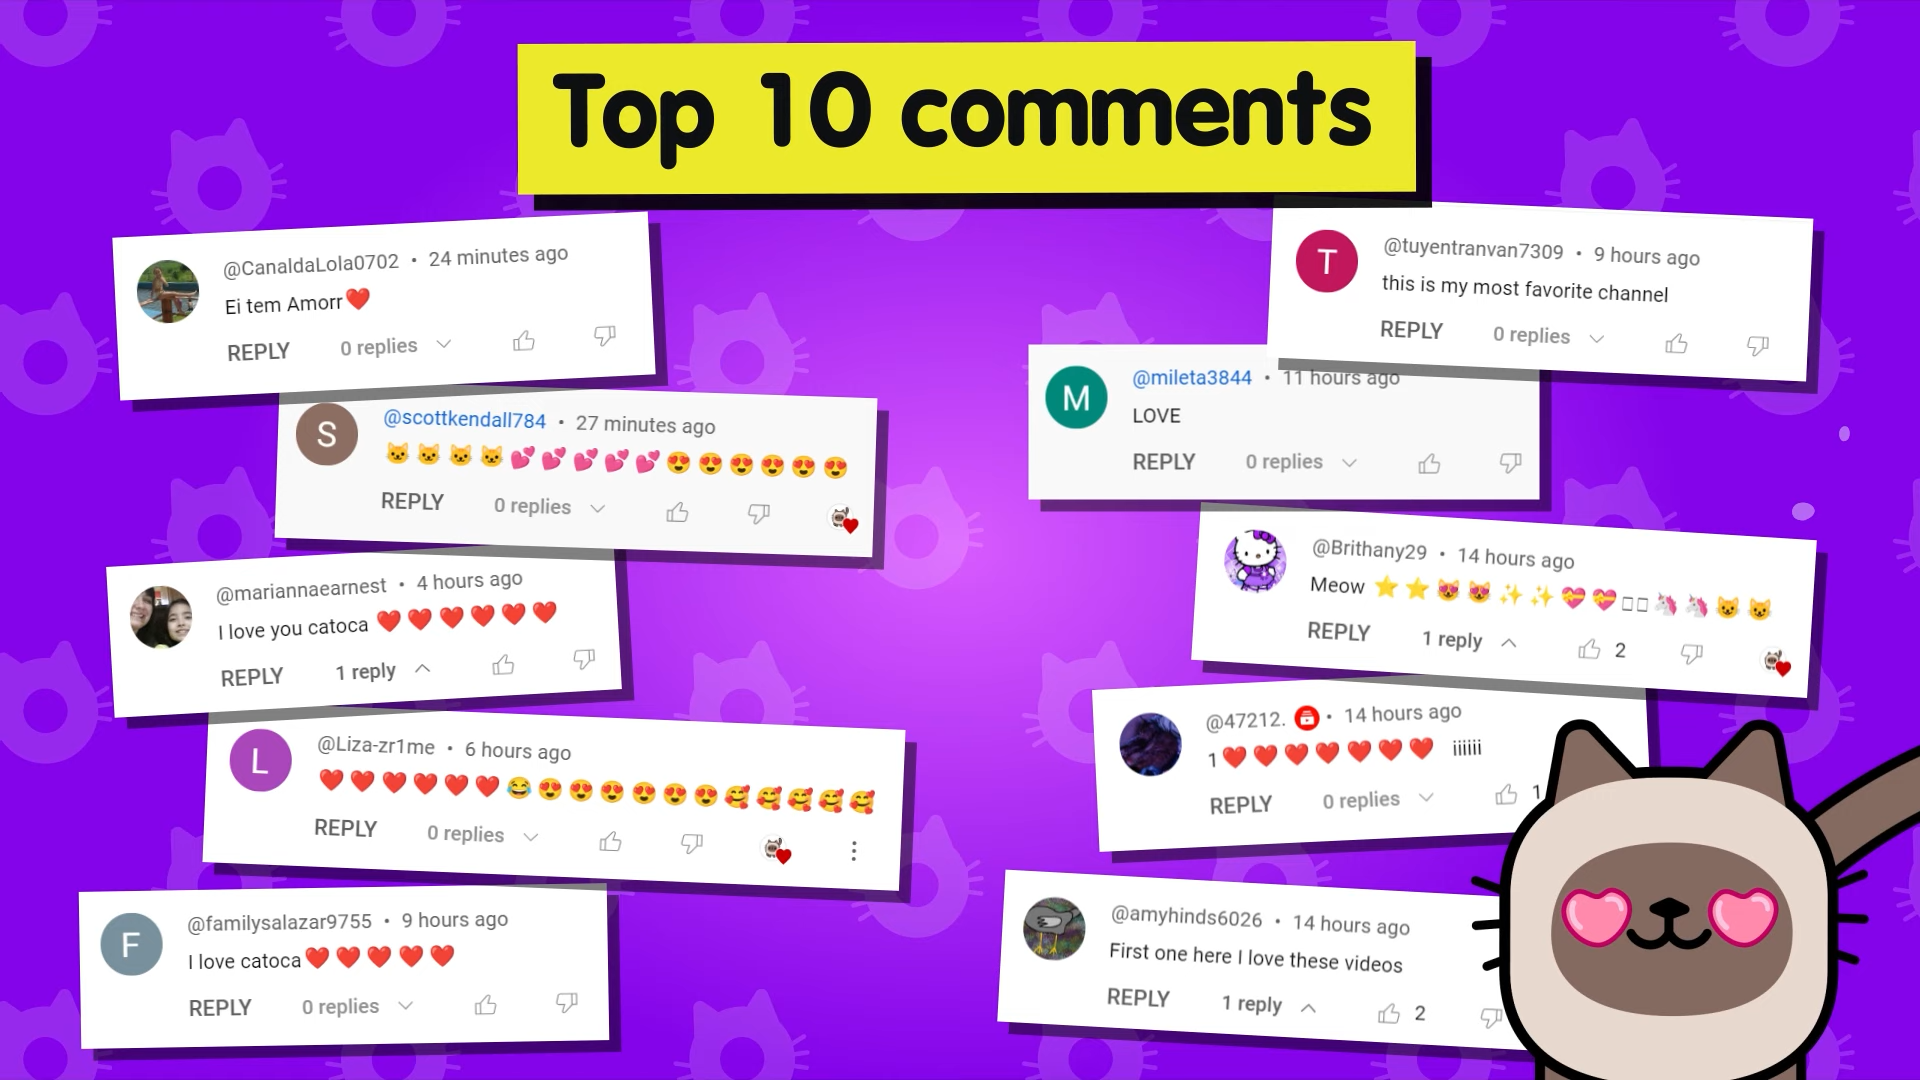 Top 10 comments
@CanaldaLola0702 • 24 minutes ago
Ei tem Amorr❤️
REPLY 0 replies
S
@scottkendall784 • 27 minutes ago
🐱🐱🐱🐱💕💕💕💕💕😍😍😍😍😍😍
REPLY 0 replies
@mariannaearnest • 4 hours ago
I love you catoca ❤️❤️❤️❤️❤️❤️
REPLY 1 reply
L
@Liza-zr1me • 6 hours ago
❤️❤️❤️❤️❤️❤️😂😍😍😍😍😍😍🥰🥰🥰🥰🥰
REPLY 0 replies
F
@familysalazar9755 • 9 hours ago
I love catoca❤️❤️❤️❤️❤️
REPLY 0 replies
T
@tuyentranvan7309 • 9 hours ago
this is my most favorite channel
REPLY 0 replies
M
@mileta3844 • 11 hours ago
LOVE
REPLY 0 replies
@Brithany29 • 14 hours ago
Meow ⭐⭐😻😻✨✨💝💝▯▯🦄🦄😺😺
REPLY 1 reply 2
@47212. • 14 hours ago
1❤️❤️❤️❤️❤️❤️❤️ iiiiii
REPLY 0 replies 1
@amyhinds6026 • 14 hours ago
First one here I love these videos
REPLY 1 reply 2